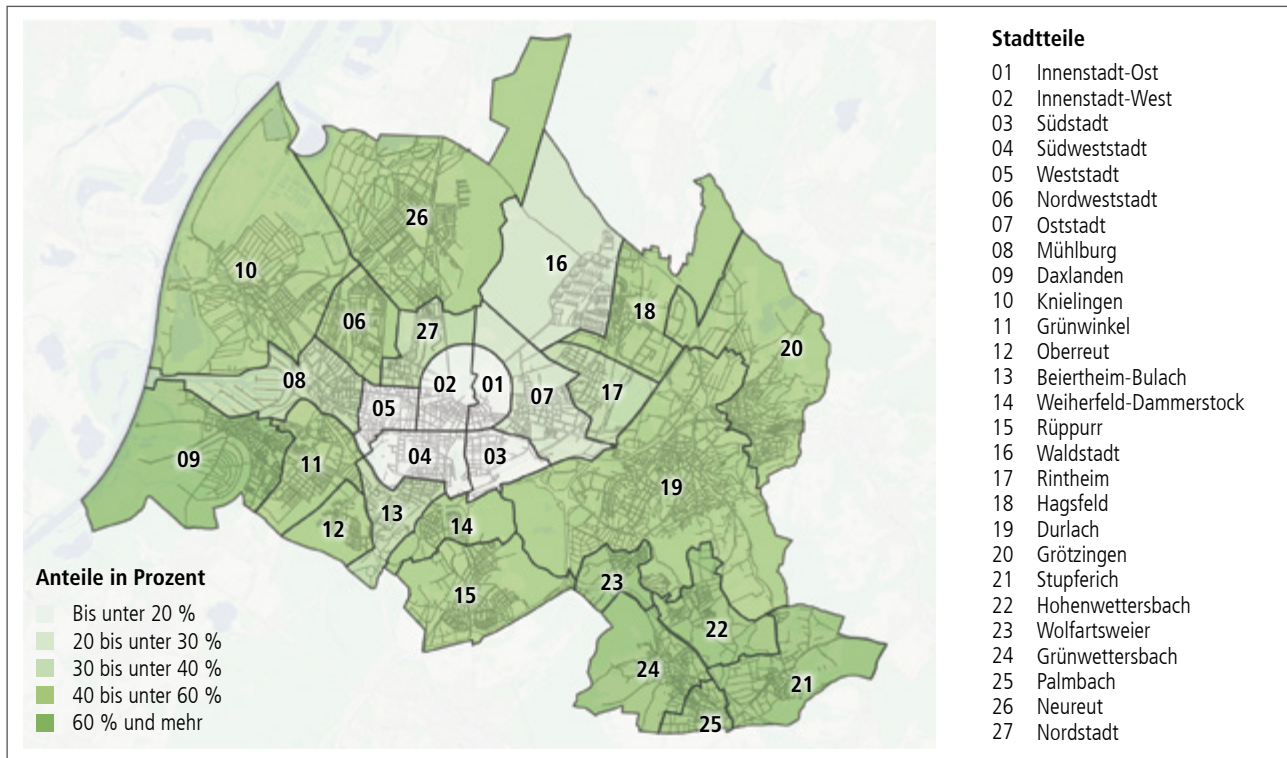 26
10
16
18
06
27
20
08
02
01
07
17
05
09
11
04
03
19
13
12
14
15
23
22
24
21
25
Anteile in Prozent
Bis unter 20 %
20 bis unter 30 %
30 bis unter 40 %
40 bis unter 60 %
60 % und mehr
Stadtteile
01 Innenstadt-Ost
02 Innenstadt-West
03 Südstadt
04 Südweststadt
05 Weststadt
06 Nordweststadt
07 Oststadt
08 Mühlburg
09 Daxlanden
10 Knielingen
11 Grünwinkel
12 Oberreut
13 Beiertheim-Bulach
14 Weiherfeld-Dammerstock
15 Rüppurr
16 Waldstadt
17 Rintheim
18 Hagsfeld
19 Durlach
20 Grötzingen
21 Stupferich
22 Hohenwettersbach
23 Wolfartsweier
24 Grünwettersbach
25 Palmbach
26 Neureut
27 Nordstadt